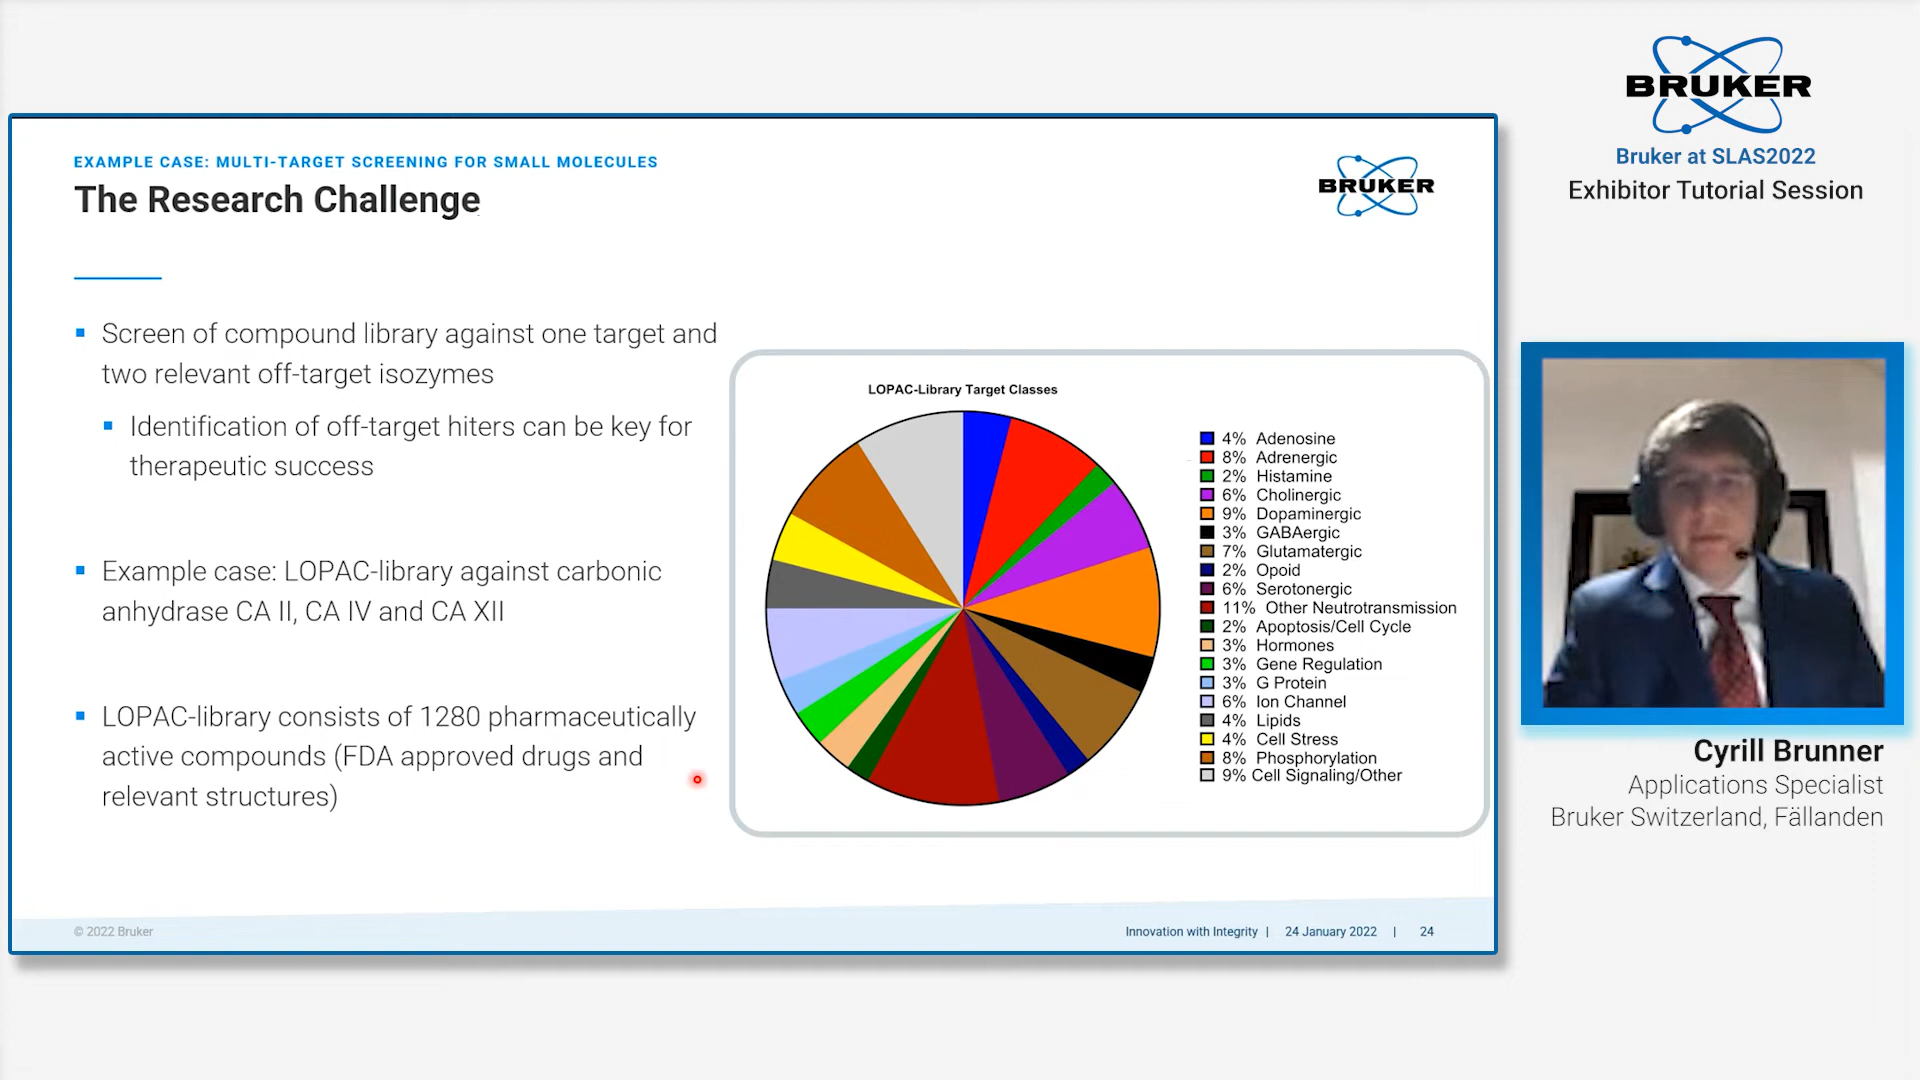 BRUKER
Bruker at SLAS2022
Exhibitor Tutorial Session
EXAMPLE CASE: MULTI-TARGET SCREENING FOR SMALL MOLECULES
The Research Challenge
BRUKER
Screen of compound library against one target and
two relevant off-target isozymes
Identification of off-target hiters can be key for
therapeutic success
Example case: LOPAC-library against carbonic
anhydrase CA II, CA IV and CA XII
LOPAC-library consists of 1280 pharmaceutically
active compounds (FDA approved drugs and
relevant structures)
LOPAC-Library Target Classes
4% Adenosine
8% Adrenergic
2% Histamine
6% Cholinergic
9% Dopaminergic
3% GABAergic
7% Glutamatergic
2% Opoid
6% Serotonergic
11% Other Neutrotransmission
2% Apoptosis/Cell Cycle
3% Hormones
3% Gene Regulation
3% G Protein
6% Ion Channel
4% Lipids
4% Cell Stress
8% Phosphorylation
9% Cell Signaling/Other
© 2022 Bruker
Innovation with Integrity | 24 January 2022 | 24
Cyrill Brunner
Applications Specialist
Bruker Switzerland, Fällanden